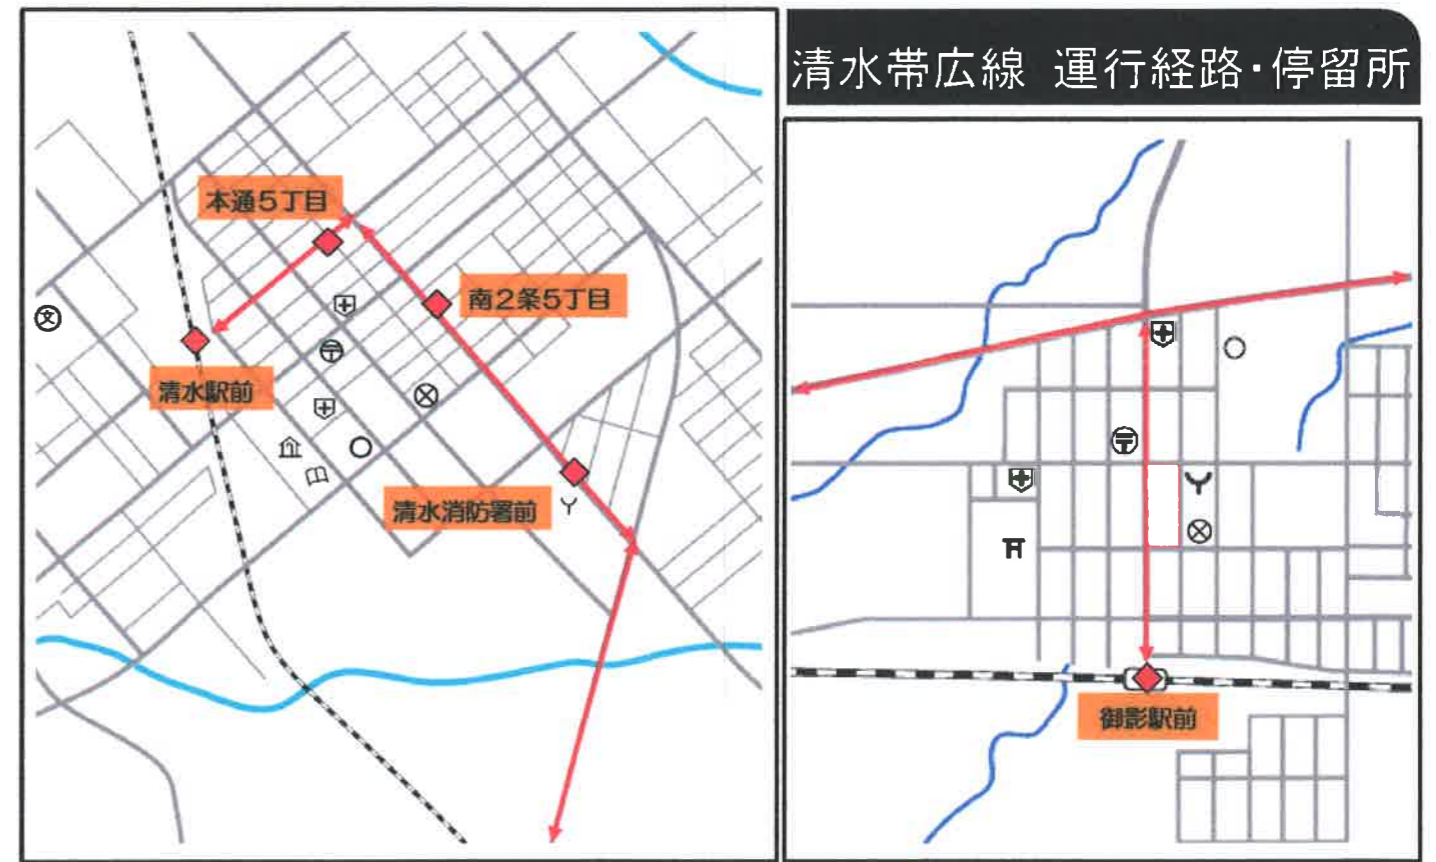 清水帯広線 運行経路・停留所
本通5丁目
南2条5丁目
清水駅前
清水消防署前
御影駅前
文